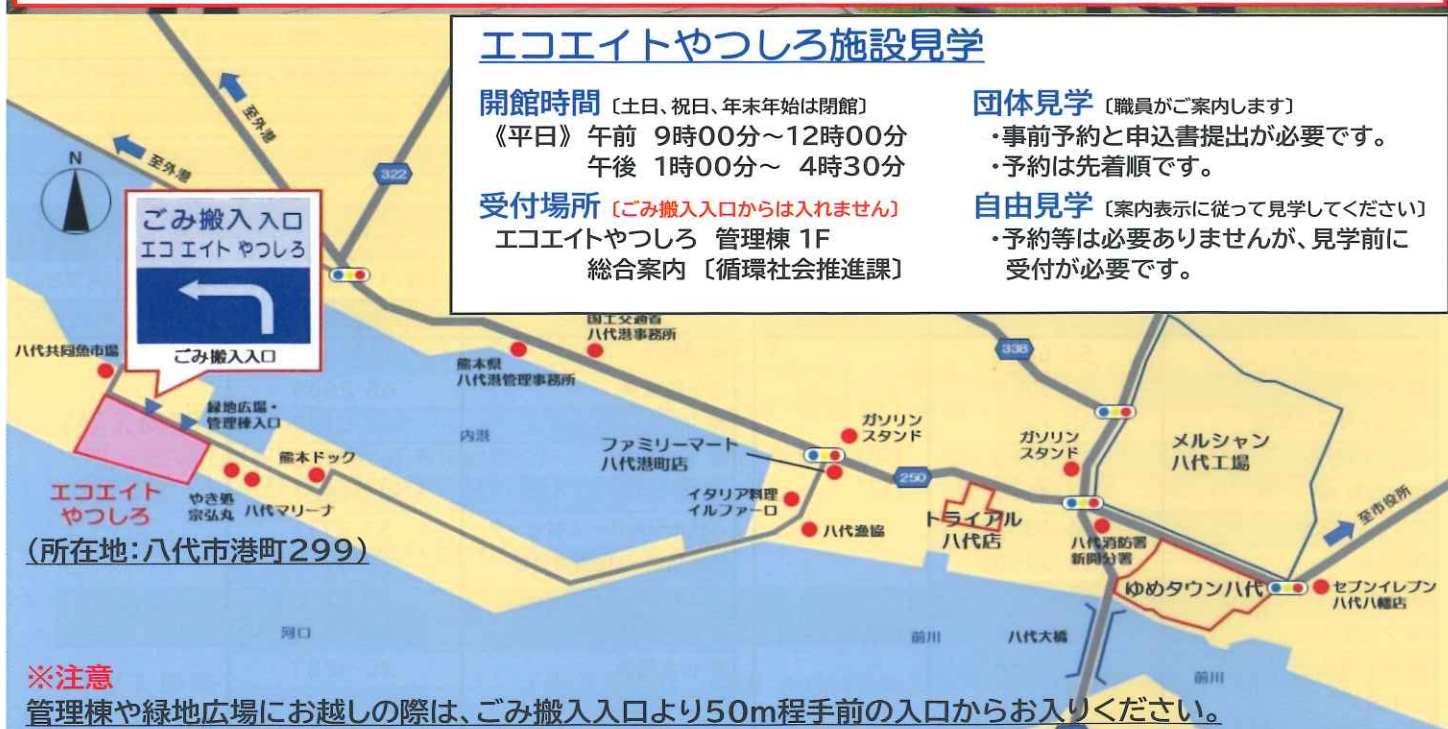 エコエイトやつしろ施設見学
開館時間〔土日、祝日、年末年始は閉館〕
《平日》 午前 9時00分～12時00分
午後 1時00分～ 4時30分
受付場所〔ごみ搬入入口からは入れません〕
エコエイトやつしろ 管理棟 1F
総合案内 〔循環社会推進課〕
団体見学〔職員がご案内します〕
・事前予約と申込書提出が必要です。
・予約は先着順です。
自由見学〔案内表示に従って見学してください〕
・予約等は必要ありませんが、見学前に
受付が必要です。
至外港
至外港
N
322
ごみ搬入 入口
エコ エイト やつしろ
ごみ搬入入口
国土交通省
八代港事務所
338
八代共同魚市場
熊本県
八代港管理事務所
緑地広場・
管理棟入口
内港
ファミリーマート
八代港町店
ガソリン
スタンド
ガソリン
スタンド
メルシャン
八代工場
熊本ドック
250
エコエイト
やつしろ
やき処
宗弘丸
八代マリーナ
イタリア料理
イルファーロ
八代漁協
トライアル
八代店
八代消防署
新開分署
至市役所
(所在地:八代市港町299)
ゆめタウン八代
セブンイレブン
八代八幡店
河口
前川
八代大橋
前川
※注意
管理棟や緑地広場にお越しの際は、ごみ搬入入口より50m程手前の入口からお入りください。